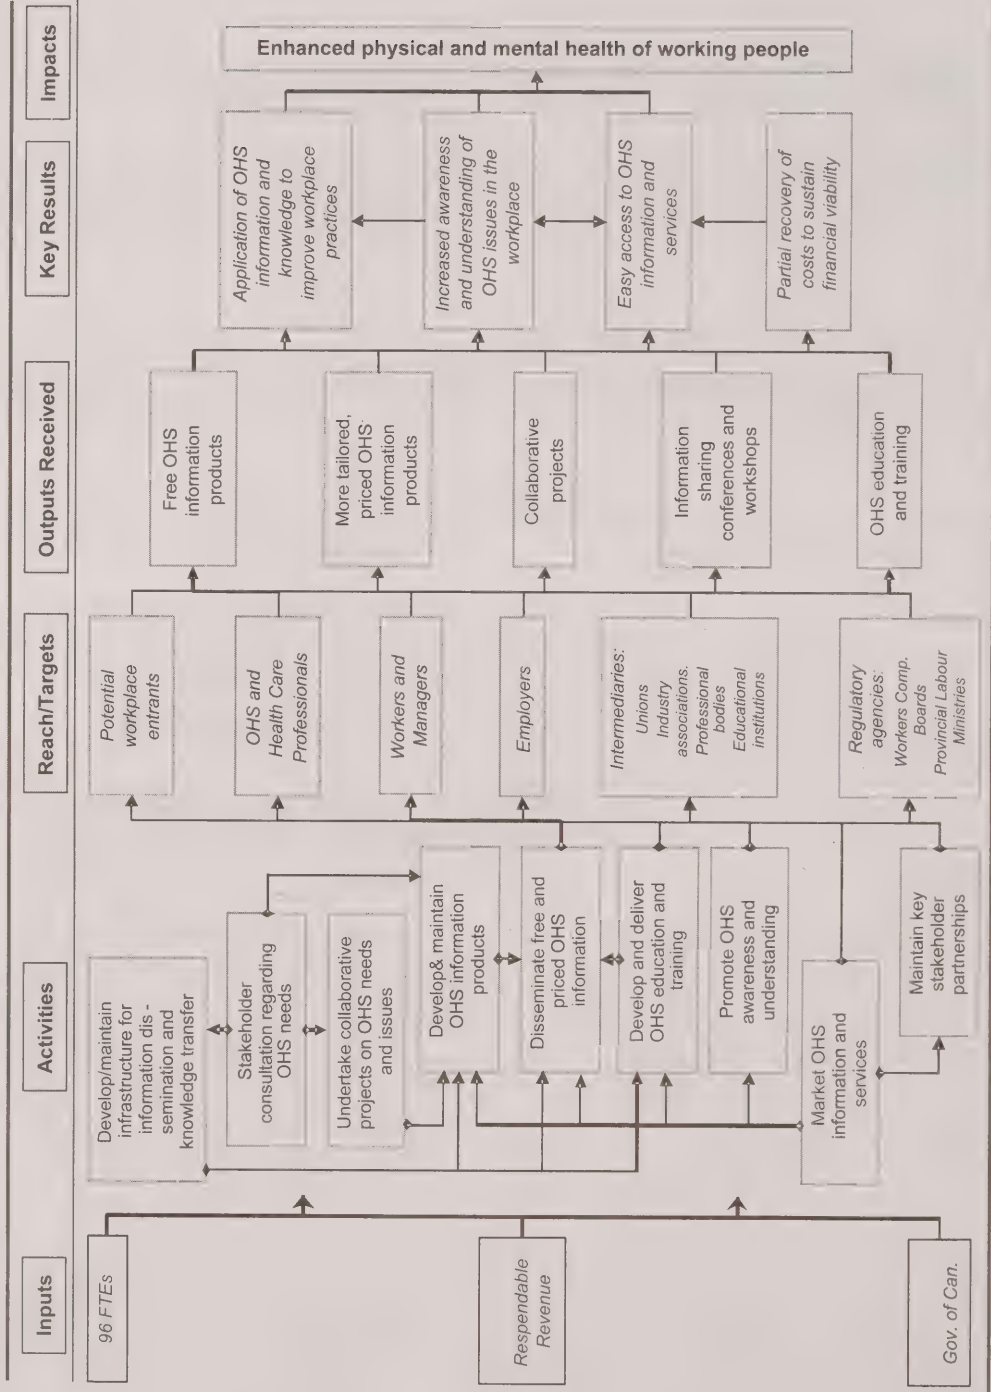 Inputs
Activities
Reach/Targets
Outputs Received
Key Results
Impacts
96 FTEs
Respendable
Revenue
Gov. of Can.
Develop/maintain
infrastructure for
information dis -
semination and
knowledge transfer
Stakeholder
consultation regarding
OHS needs
Undertake collaborative
projects on OHS needs
and issues
Develop& maintain
OHS information
products
Disseminate free and
priced OHS
information
Develop and deliver
OHS education and
training
Promote OHS
awareness and
understanding
Market OHS
information and
services
Maintain key
stakeholder
partnerships
Potential
workplace
entrants
OHS and
Health Care
Professionals
Workers and
Managers
Employers
Intermediaries:
Unions
Industry
associations.
Professional
bodies
Educational
institutions
Regulatory
agencies:
Workers Comp.
Boards
Provincial Labour
Ministries
Free OHS
information
products
More tailored,
priced OHS
information
products
Collaborative
projects
Information
sharing
conferences and
workshops
OHS education
and training
Application of OHS
information and
knowledge to
improve workplace
practices
Increased awareness
and understanding of
OHS issues in the
workplace
Easy access to OHS
information and
services
Partial recovery of
costs to sustain
financial viability
Enhanced physical and mental health of working people